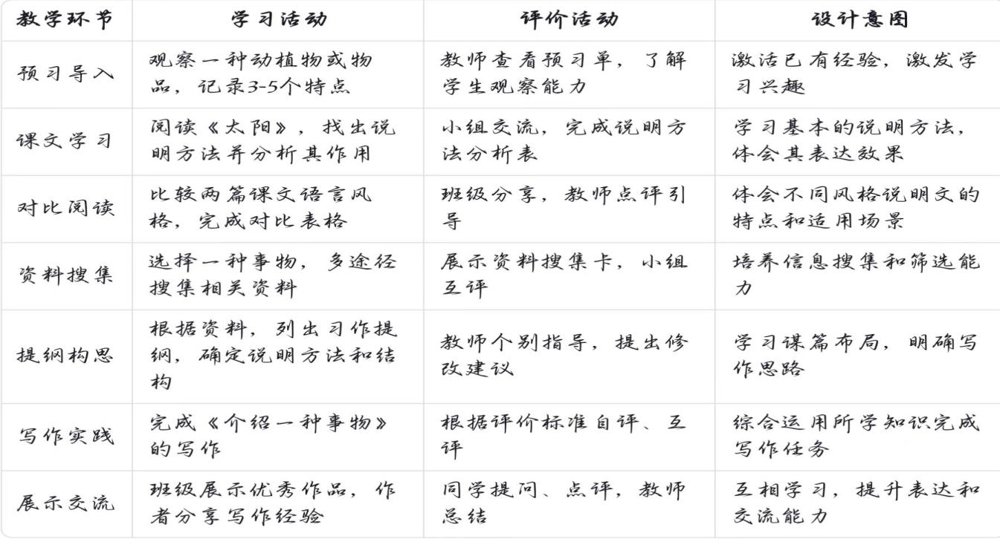 教学环节 学习活动 评价活动 设计意图
预习导入
观察一种动植物或物
品，记录3-5个特点
教师查看预习单，了解
学生观察能力
激活已有经验，激发学
习兴趣
课文学习
阅读《太阳》，找出说
明方法并分析其作用
小组交流，完成说明方
法分析表
学习基本的说明方法，
体会其表达效果
对比阅读
比较两篇课文语言风
格，完成对比表格
班级分享，教师点评引
导
体会不同风格说明文的
特点和适用场景
资料搜集
选择一种事物，多途径
搜集相关资料
展示资料搜集卡，小组
互评
培养信息搜集和筛选能
力
提纲构思
根据资料，列出习作提
纲，确定说明方法和结
构
教师个别指导，提出修
改建议
学习谋篇布局，明确写
作思路
写作实践
完成《介绍一种事物》
的写作
根据评价标准自评、互
评
综合运用所学知识完成
写作任务
展示交流
班级展示优秀作品，作
者分享写作经验
同学提问、点评，教师
总结
互相学习，提升表达和
交流能力